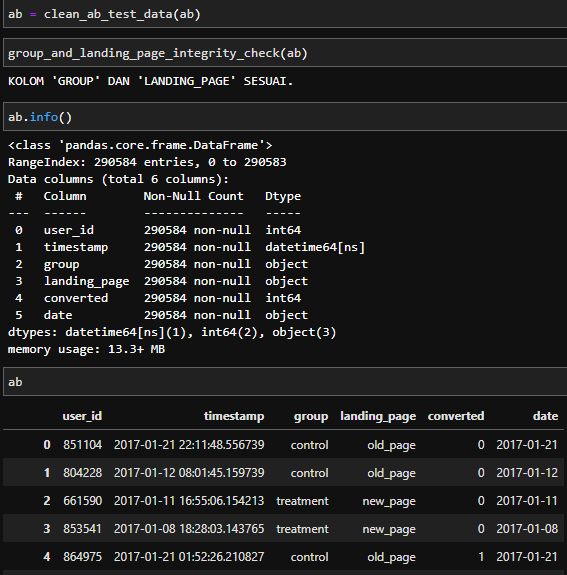 ab = clean_ab_test_data(ab)
group_and_landing_page_integrity_check(ab)
KOLOM 'GROUP' DAN 'LANDING_PAGE' SESUAI.
ab.info()
<class 'pandas.core.frame.DataFrame'>
RangeIndex: 290584 entries, 0 to 290583
Data columns (total 6 columns):
 #   Column        Non-Null Count   Dtype
---  ------        --------------   -----
 0   user_id       290584 non-null  int64
 1   timestamp     290584 non-null  datetime64[ns]
 2   group         290584 non-null  object
 3   landing_page  290584 non-null  object
 4   converted     290584 non-null  int64
 5   date          290584 non-null  object
dtypes: datetime64[ns](1), int64(2), object(3)
memory usage: 13.3+ MB
ab
user_id timestamp group landing_page converted date
0 851104 2017-01-21 22:11:48.556739 control old_page 0 2017-01-21
1 804228 2017-01-12 08:01:45.159739 control old_page 0 2017-01-12
2 661590 2017-01-11 16:55:06.154213 treatment new_page 0 2017-01-11
3 853541 2017-01-08 18:28:03.143765 treatment new_page 0 2017-01-08
4 864975 2017-01-21 01:52:26.210827 control old_page 1 2017-01-21